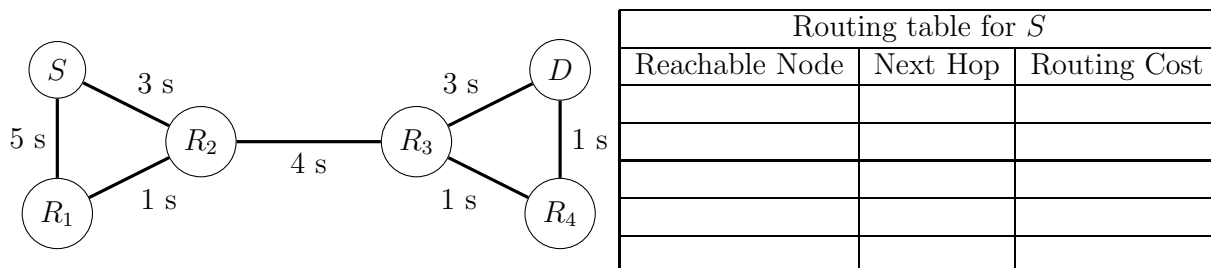 S
D
3 s
3 s
5 s
R₂
R₃
1 s
4 s
1 s
1 s
R₁
R₄
Routing table for S
Reachable Node Next Hop Routing Cost